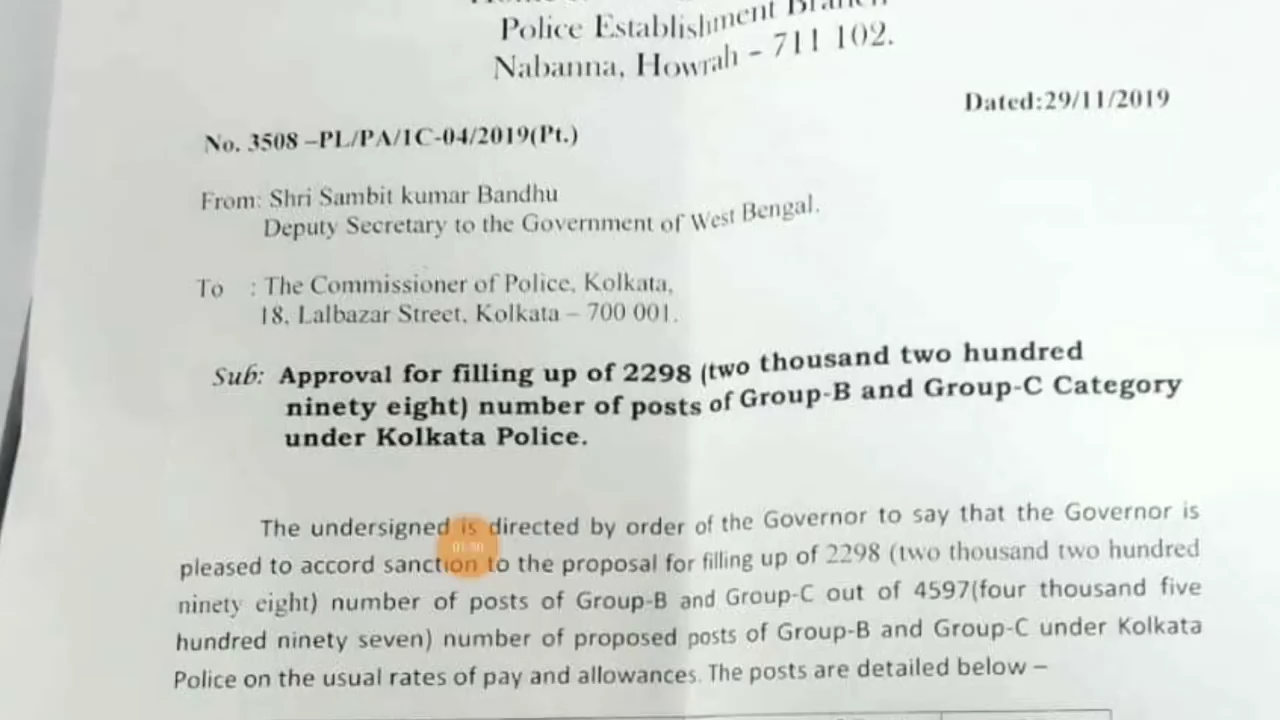 Police Establishment Branch
Nabanna, Howrah - 711 102.
Dated:29/11/2019
No. 3508 –PL/PA/1C-04/2019(Pt.)
From: Shri Sambit kumar Bandhu
Deputy Secretary to the Government of West Bengal.
To : The Commissioner of Police, Kolkata,
18, Lalbazar Street, Kolkata – 700 001.
Sub: Approval for filling up of 2298 (two thousand two hundred
ninety eight) number of posts of Group-B and Group-C Category
under Kolkata Police.
The undersigned is directed by order of the Governor to say that the Governor is
pleased to accord sanction to the proposal for filling up of 2298 (two thousand two hundred
ninety eight) number of posts of Group-B and Group-C out of 4597(four thousand five
hundred ninety seven) number of proposed posts of Group-B and Group-C under Kolkata
Police on the usual rates of pay and allowances. The posts are detailed below –